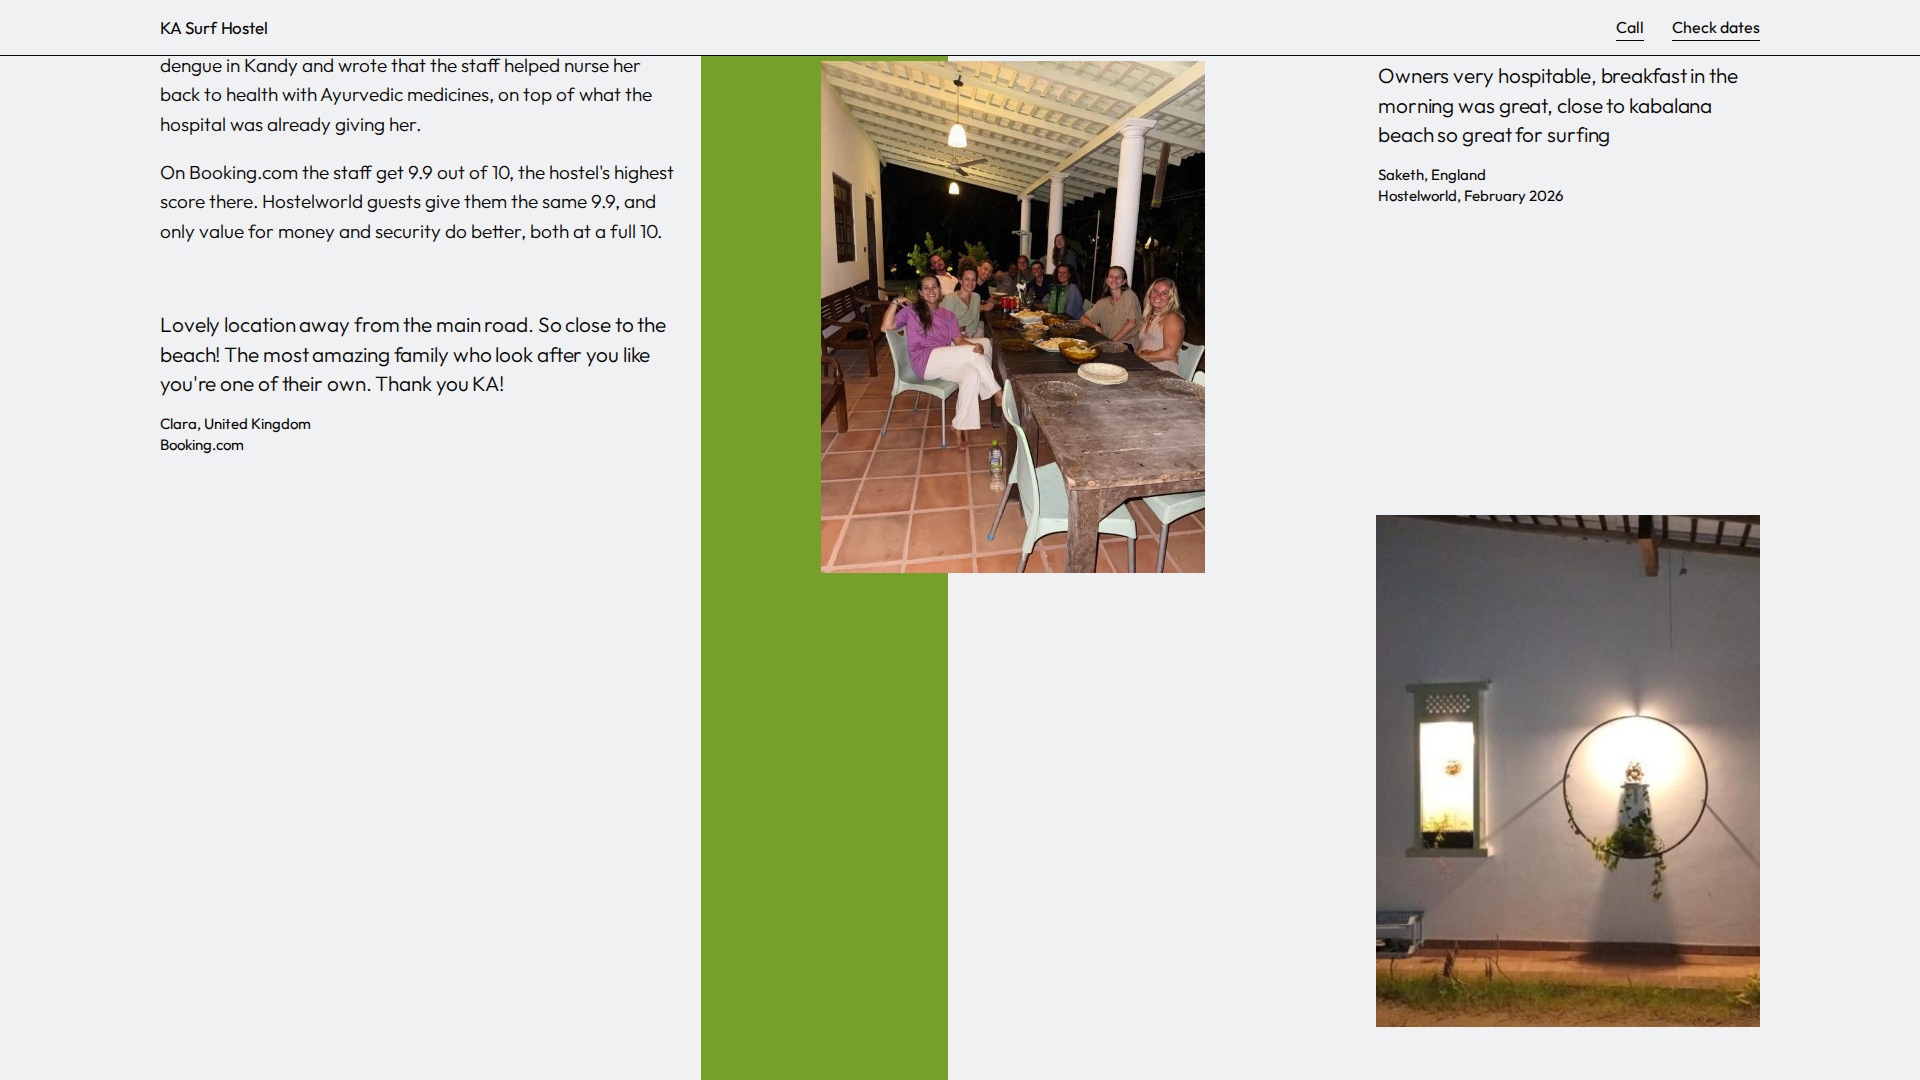 KA Surf Hostel
Call
Check dates
dengue in Kandy and wrote that the staff helped nurse her
back to health with Ayurvedic medicines, on top of what the
hospital was already giving her.
On Booking.com the staff get 9.9 out of 10, the hostel's highest
score there. Hostelworld guests give them the same 9.9, and
only value for money and security do better, both at a full 10.
Lovely location away from the main road. So close to the
beach! The most amazing family who look after you like
you're one of their own. Thank you KA!
Clara, United Kingdom
Booking.com
Owners very hospitable, breakfast in the
morning was great, close to kabalana
beach so great for surfing
Saketh, England
Hostelworld, February 2026